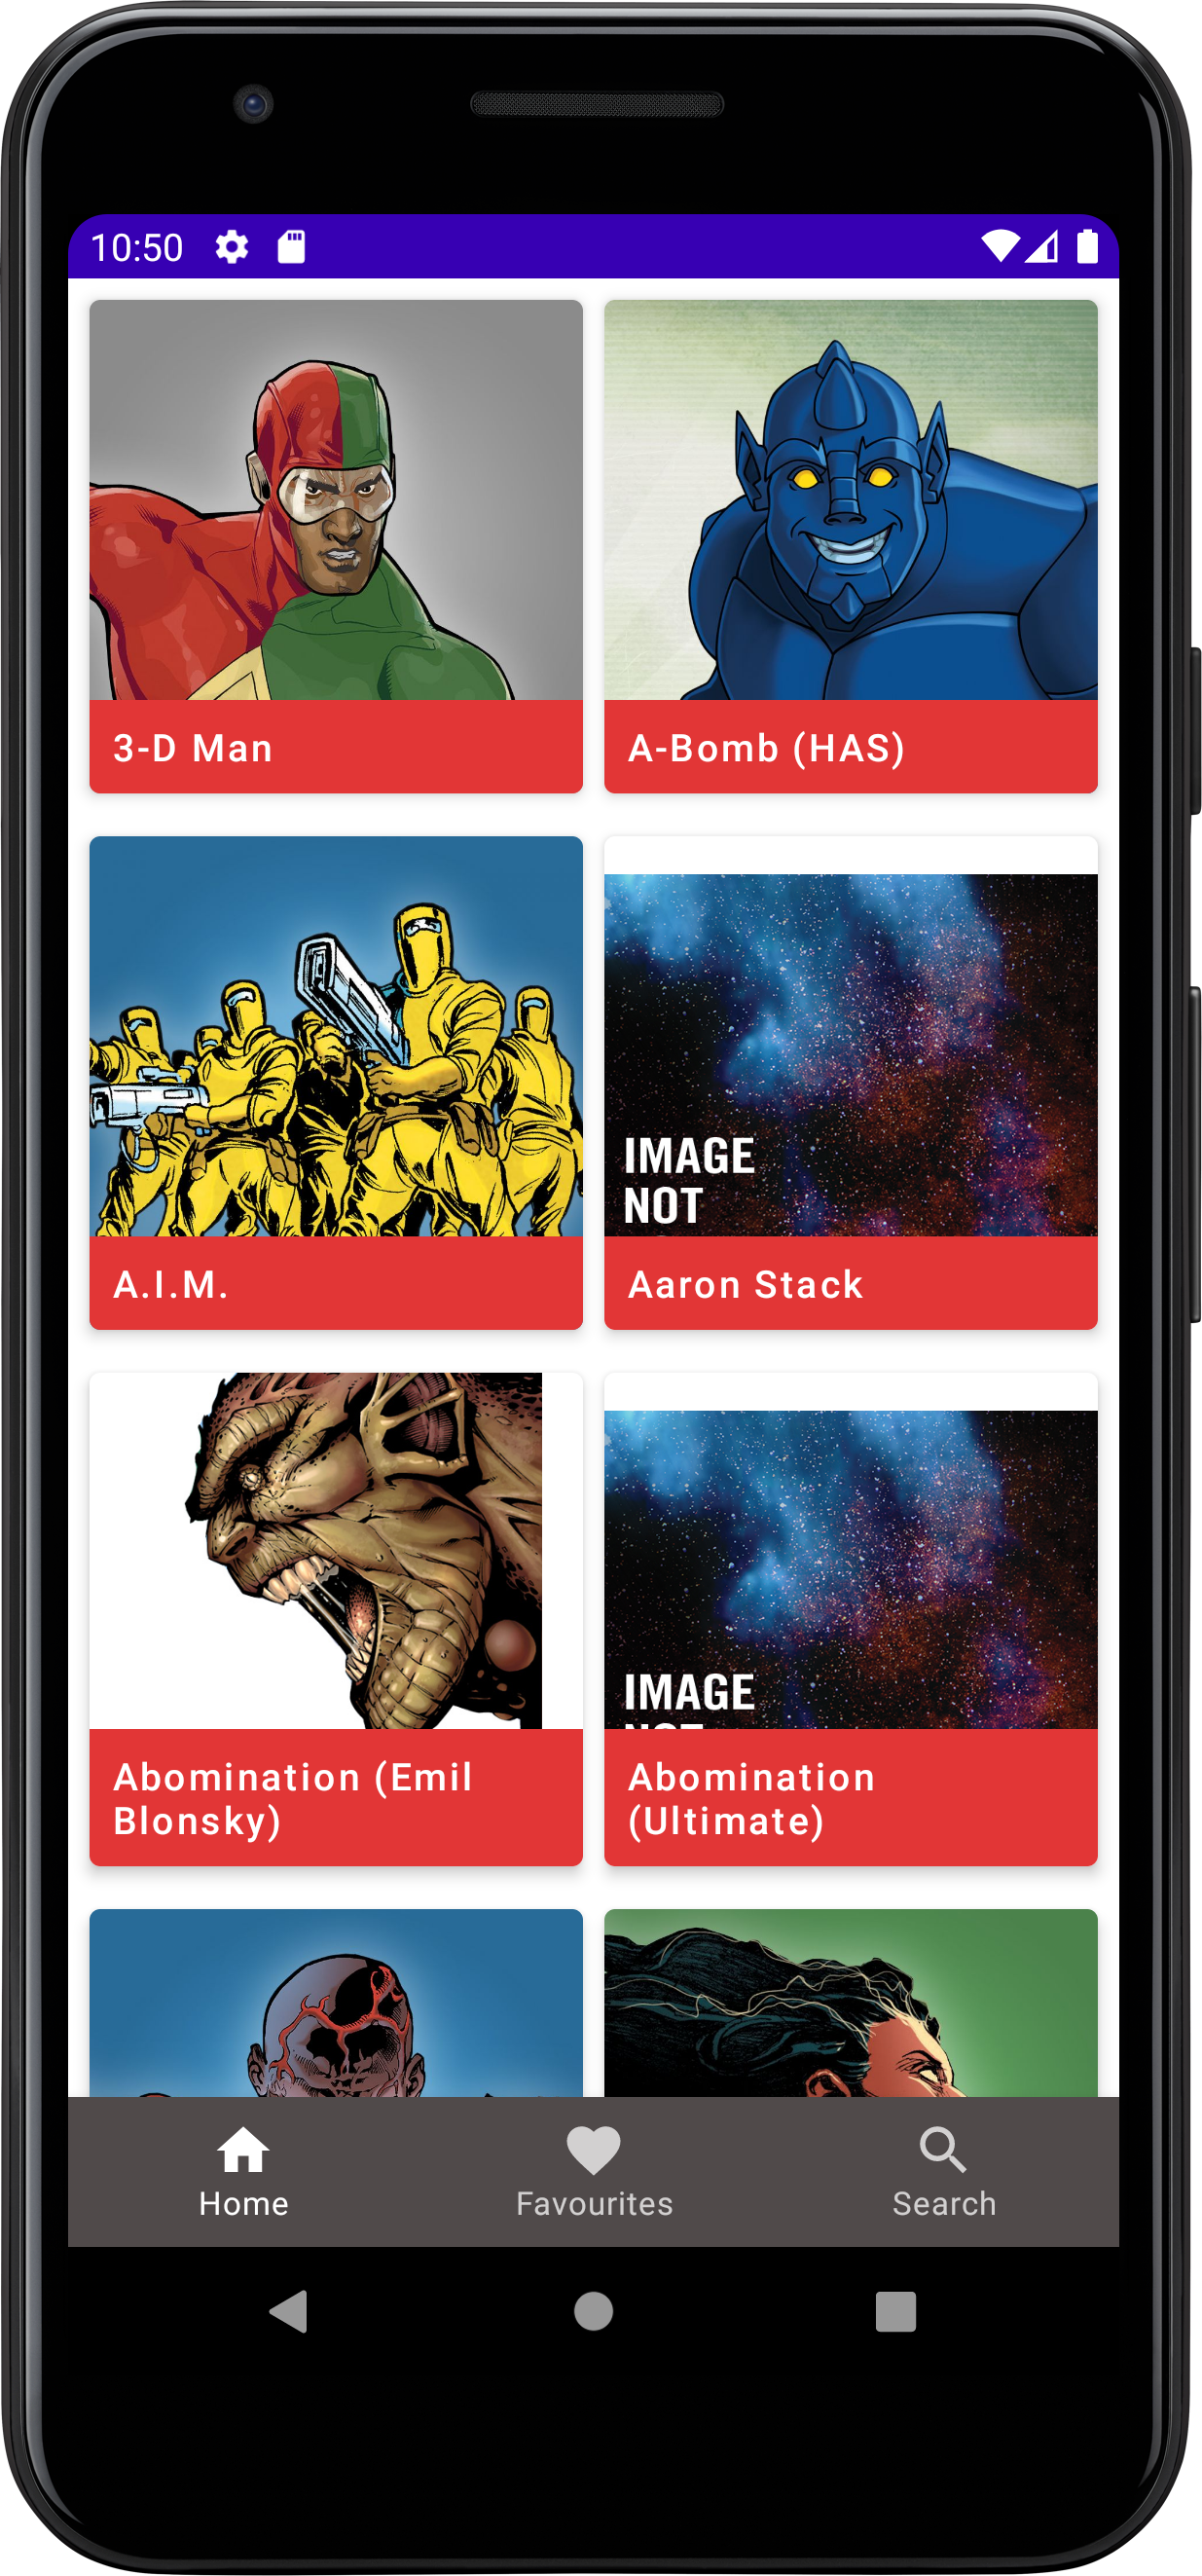 10:50
3-D Man
A-Bomb (HAS)
A.I.M.
IMAGE
NOT
Aaron Stack
Abomination (Emil
Blonsky)
IMAGE
NOT
Abomination
(Ultimate)
Home
Favourites
Search